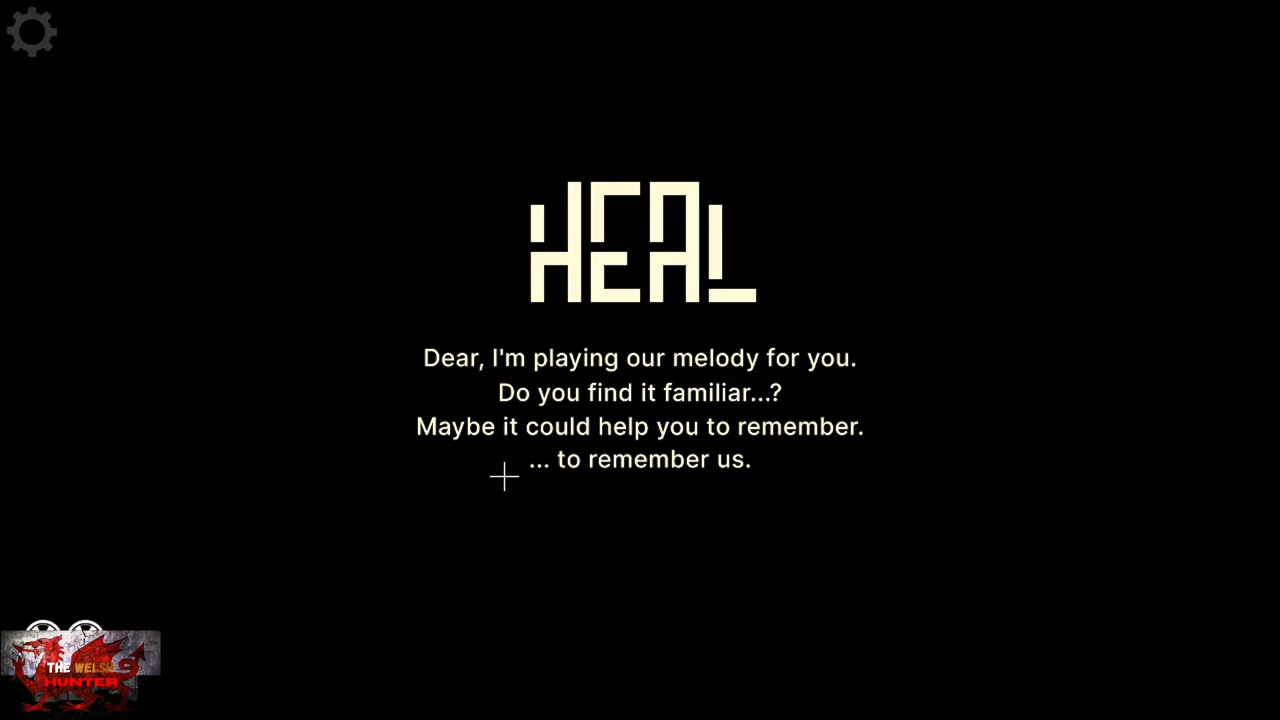 HEAL
Dear, I'm playing our melody for you.
Do you find it familiar...?
Maybe it could help you to remember.
... to remember us.
THE WELSH
HUNTER